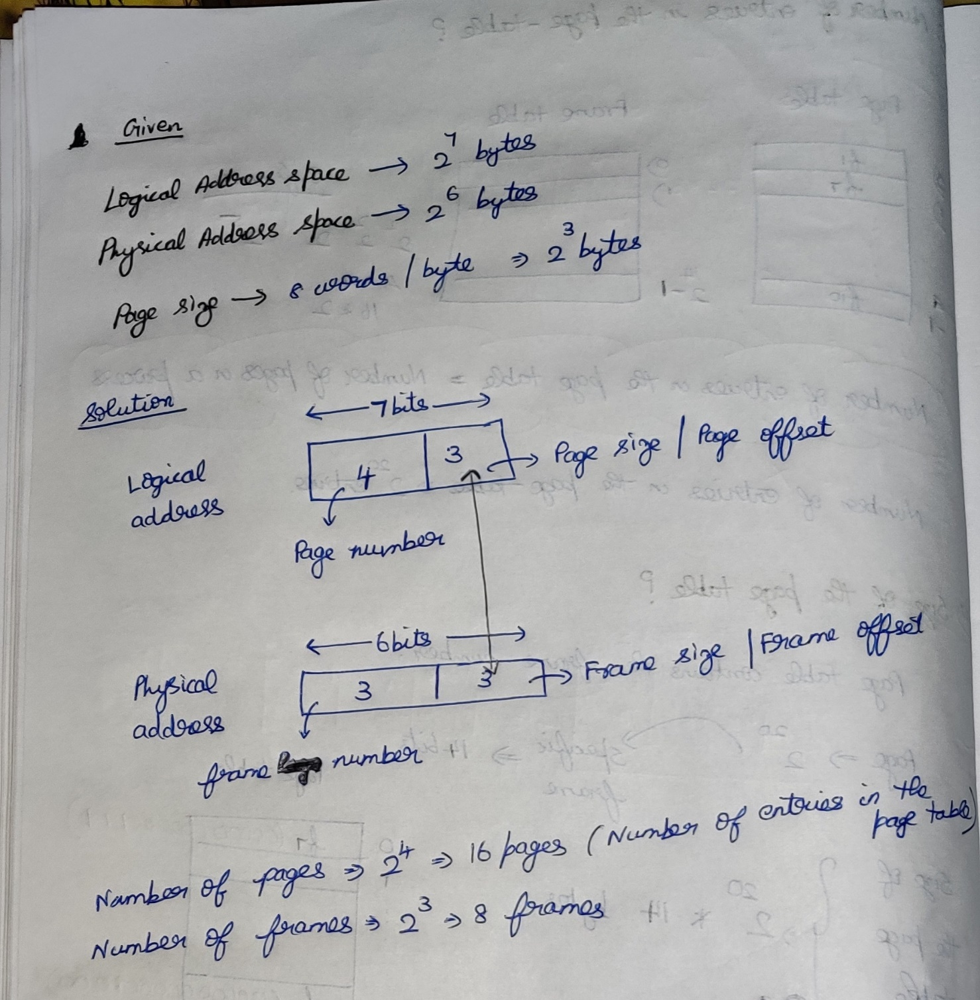 Given
Logical Address space → 2^7 bytes
Physical Address space → 2^6 bytes
Page size → 8 words / byte ⇒ 2^3 bytes
Solution
← 7 bits →
Logical address
4 3 → Page size / Page offset
Page number
← 6 bits →
Physical address
3 3 → Frame size / Frame offset
frame number
Number of pages ⇒ 2^4 ⇒ 16 pages (Number of entries in the page table)
Number of frames ⇒ 2^3 ⇒ 8 frames